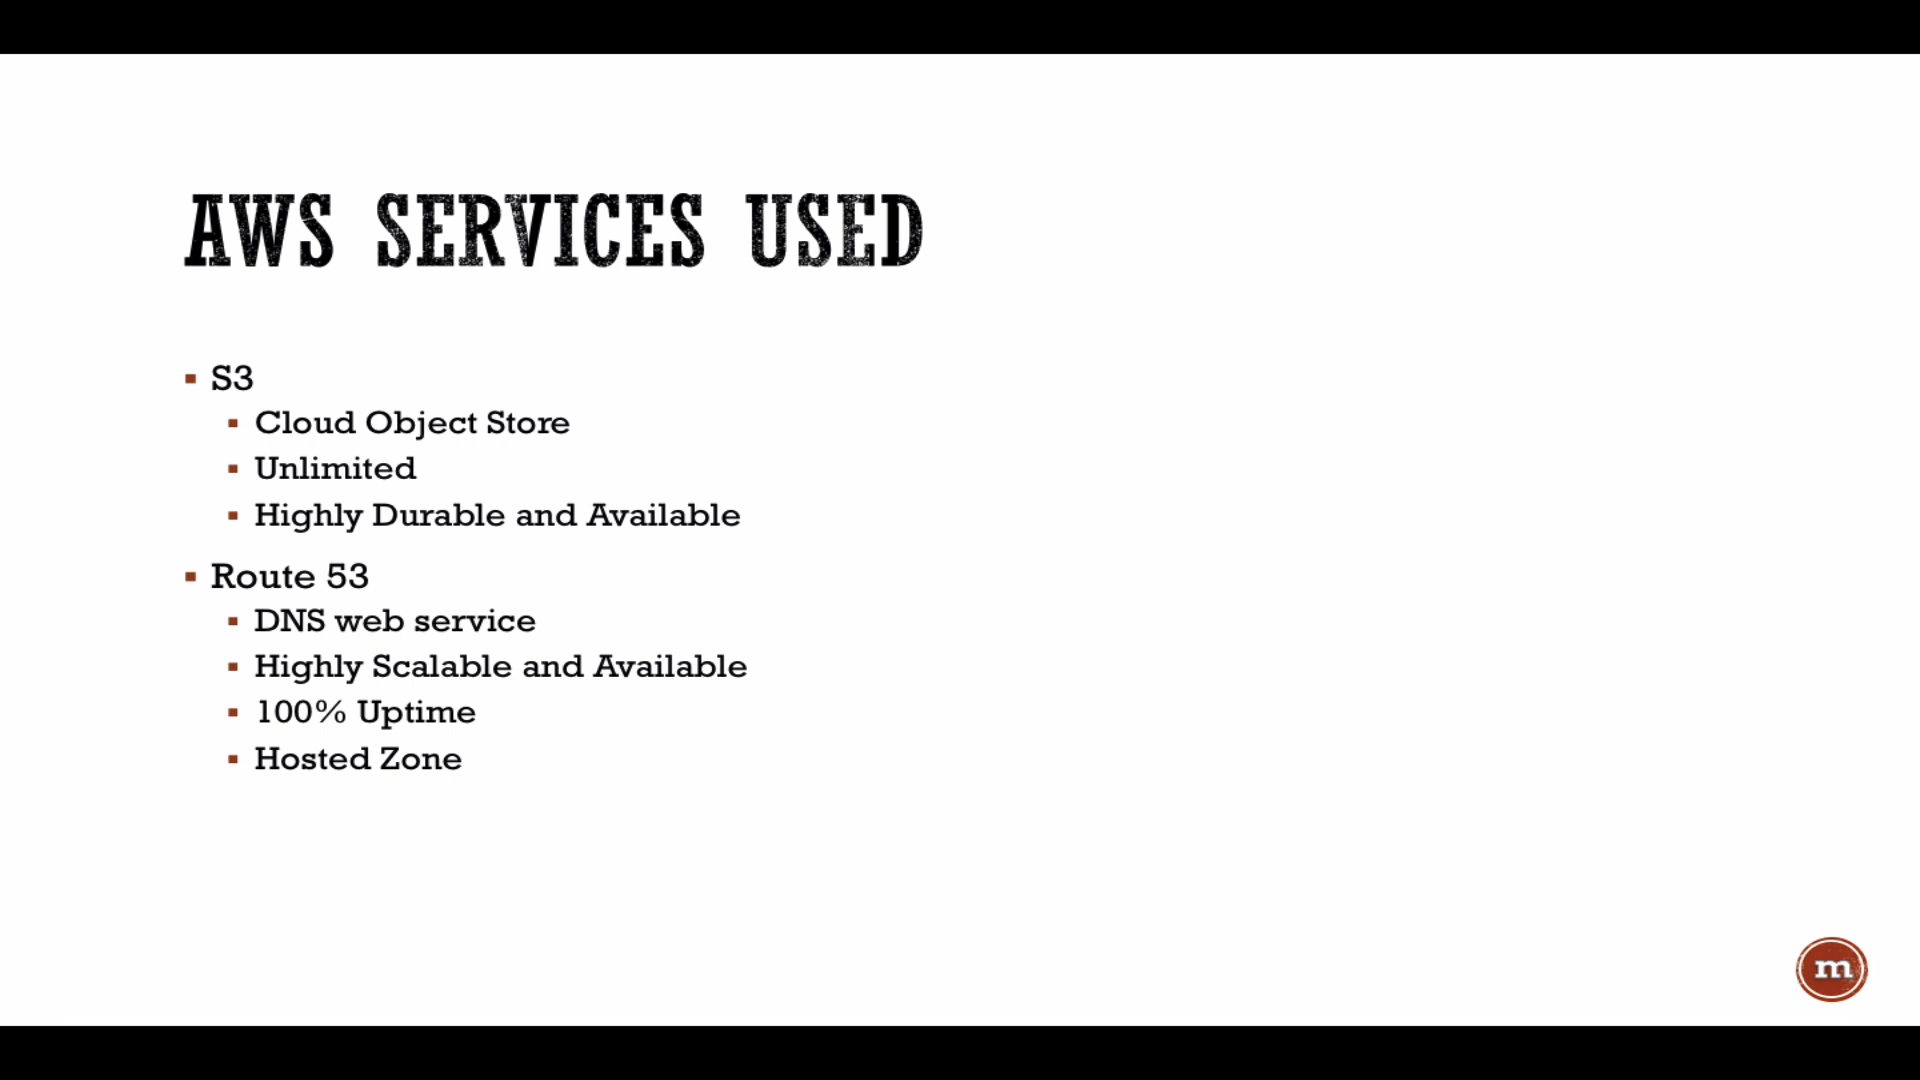 AWS SERVICES USED
S3
Cloud Object Store
Unlimited
Highly Durable and Available
Route 53
DNS web service
Highly Scalable and Available
100% Uptime
Hosted Zone
m